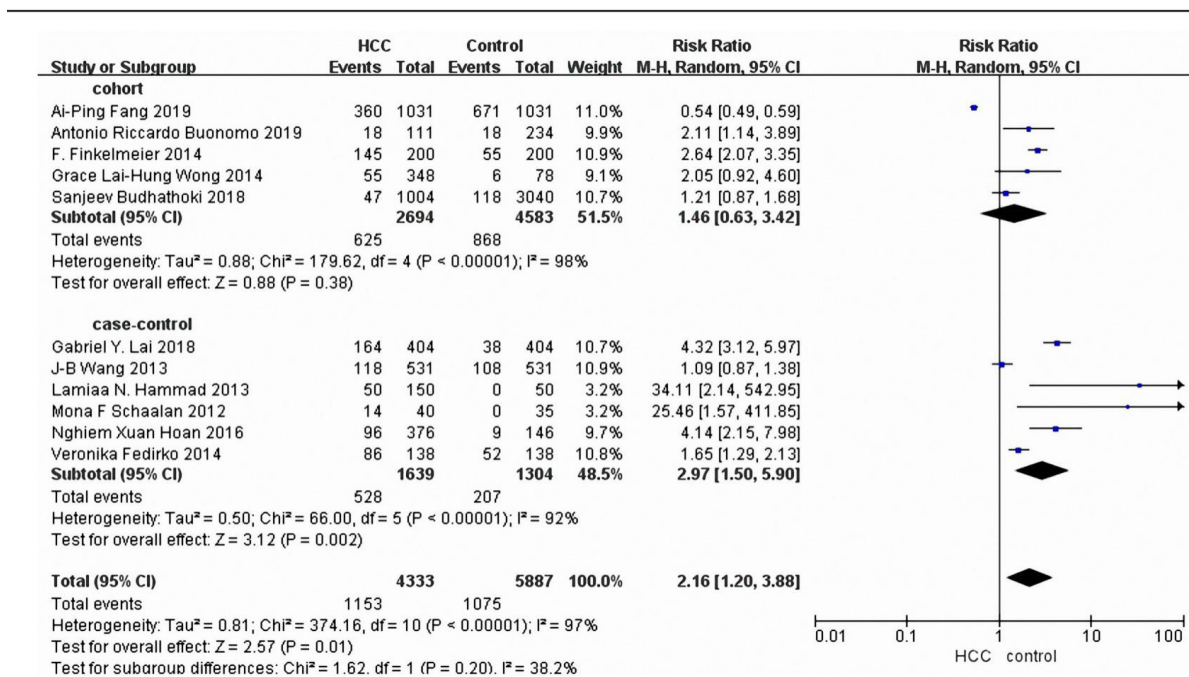 HCC Control Risk Ratio Risk Ratio
Study or Subgroup Events Total Events Total Weight M-H, Random, 95% CI M-H, Random, 95% CI
cohort
Ai-Ping Fang 2019 360 1031 671 1031 11.0% 0.54 [0.49, 0.59]
Antonio Riccardo Buonomo 2019 18 111 18 234 9.9% 2.11 [1.14, 3.89]
F. Finkelmeier 2014 145 200 55 200 10.9% 2.64 [2.07, 3.35]
Grace Lai-Hung Wong 2014 55 348 6 78 9.1% 2.05 [0.92, 4.60]
Sanjeev Budhathoki 2018 47 1004 118 3040 10.7% 1.21 [0.87, 1.68]
Subtotal (95% CI) 2694 4583 51.5% 1.46 [0.63, 3.42]
Total events 625 868
Heterogeneity: Tau² = 0.88; Chi² = 179.62, df = 4 (P < 0.00001); I² = 98%
Test for overall effect: Z = 0.88 (P = 0.38)
case-control
Gabriel Y. Lai 2018 164 404 38 404 10.7% 4.32 [3.12, 5.97]
J-B Wang 2013 118 531 108 531 10.9% 1.09 [0.87, 1.38]
Lamiaa N. Hammad 2013 50 150 0 50 3.2% 34.11 [2.14, 542.95]
Mona F Schaalan 2012 14 40 0 35 3.2% 25.46 [1.57, 411.85]
Nghiem Xuan Hoan 2016 96 376 9 146 9.7% 4.14 [2.15, 7.98]
Veronika Fedirko 2014 86 138 52 138 10.8% 1.65 [1.29, 2.13]
Subtotal (95% CI) 1639 1304 48.5% 2.97 [1.50, 5.90]
Total events 528 207
Heterogeneity: Tau² = 0.50; Chi² = 66.00, df = 5 (P < 0.00001); I² = 92%
Test for overall effect: Z = 3.12 (P = 0.002)
Total (95% CI) 4333 5887 100.0% 2.16 [1.20, 3.88]
Total events 1153 1075
Heterogeneity: Tau² = 0.81; Chi² = 374.16, df = 10 (P < 0.00001); I² = 97%
Test for overall effect: Z = 2.57 (P = 0.01)
Test for subgroup differences: Chi² = 1.62, df = 1 (P = 0.20), I² = 38.2%
0.01 0.1 1 10 100
HCC control